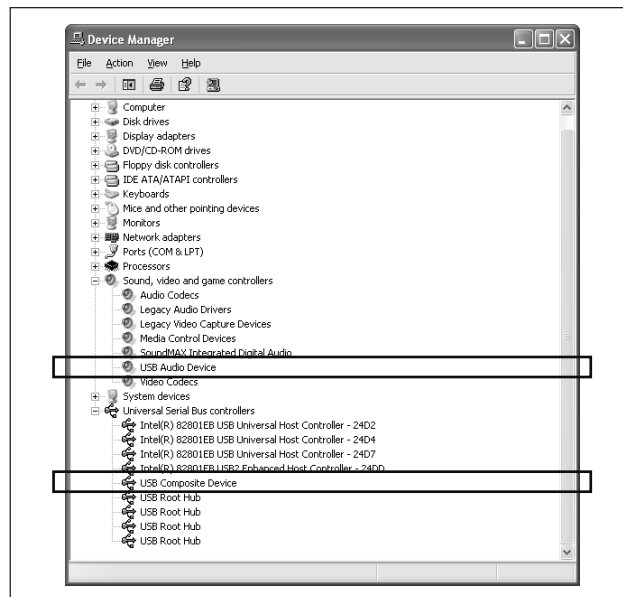 Device Manager
File Action View Help
Computer
Disk drives
Display adapters
DVD/CD-ROM drives
Floppy disk controllers
IDE ATA/ATAPI controllers
Keyboards
Mice and other pointing devices
Monitors
Network adapters
Ports (COM & LPT)
Processors
Sound, video and game controllers
Audio Codecs
Legacy Audio Drivers
Legacy Video Capture Devices
Media Control Devices
SoundMAX Integrated Digital Audio
USB Audio Device
Video Codecs
System devices
Universal Serial Bus controllers
Intel(R) 82801EB USB Universal Host Controller - 24D2
Intel(R) 82801EB USB Universal Host Controller - 24D4
Intel(R) 82801EB USB Universal Host Controller - 24D7
Intel(R) 82801EB USB2 Enhanced Host Controller - 24DD
USB Composite Device
USB Root Hub
USB Root Hub
USB Root Hub
USB Root Hub